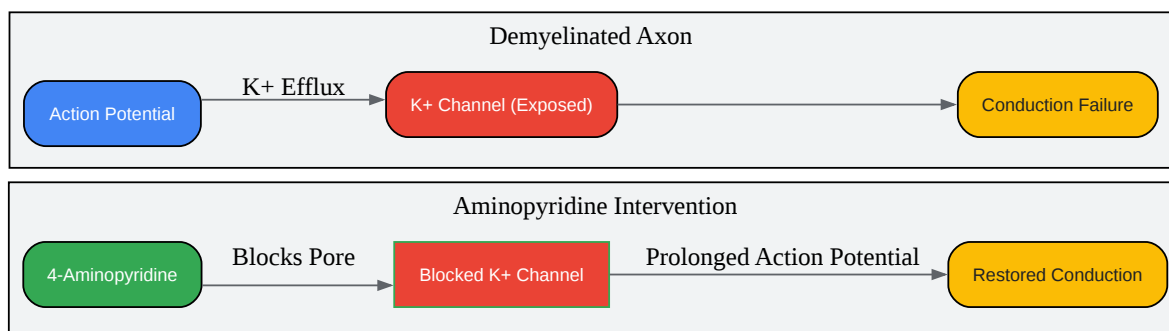 Demyelinated Axon
K+ Efflux
Action Potential
K+ Channel (Exposed)
Conduction Failure
Aminopyridine Intervention
Blocks Pore
Prolonged Action Potential
4-Aminopyridine
Blocked K+ Channel
Restored Conduction